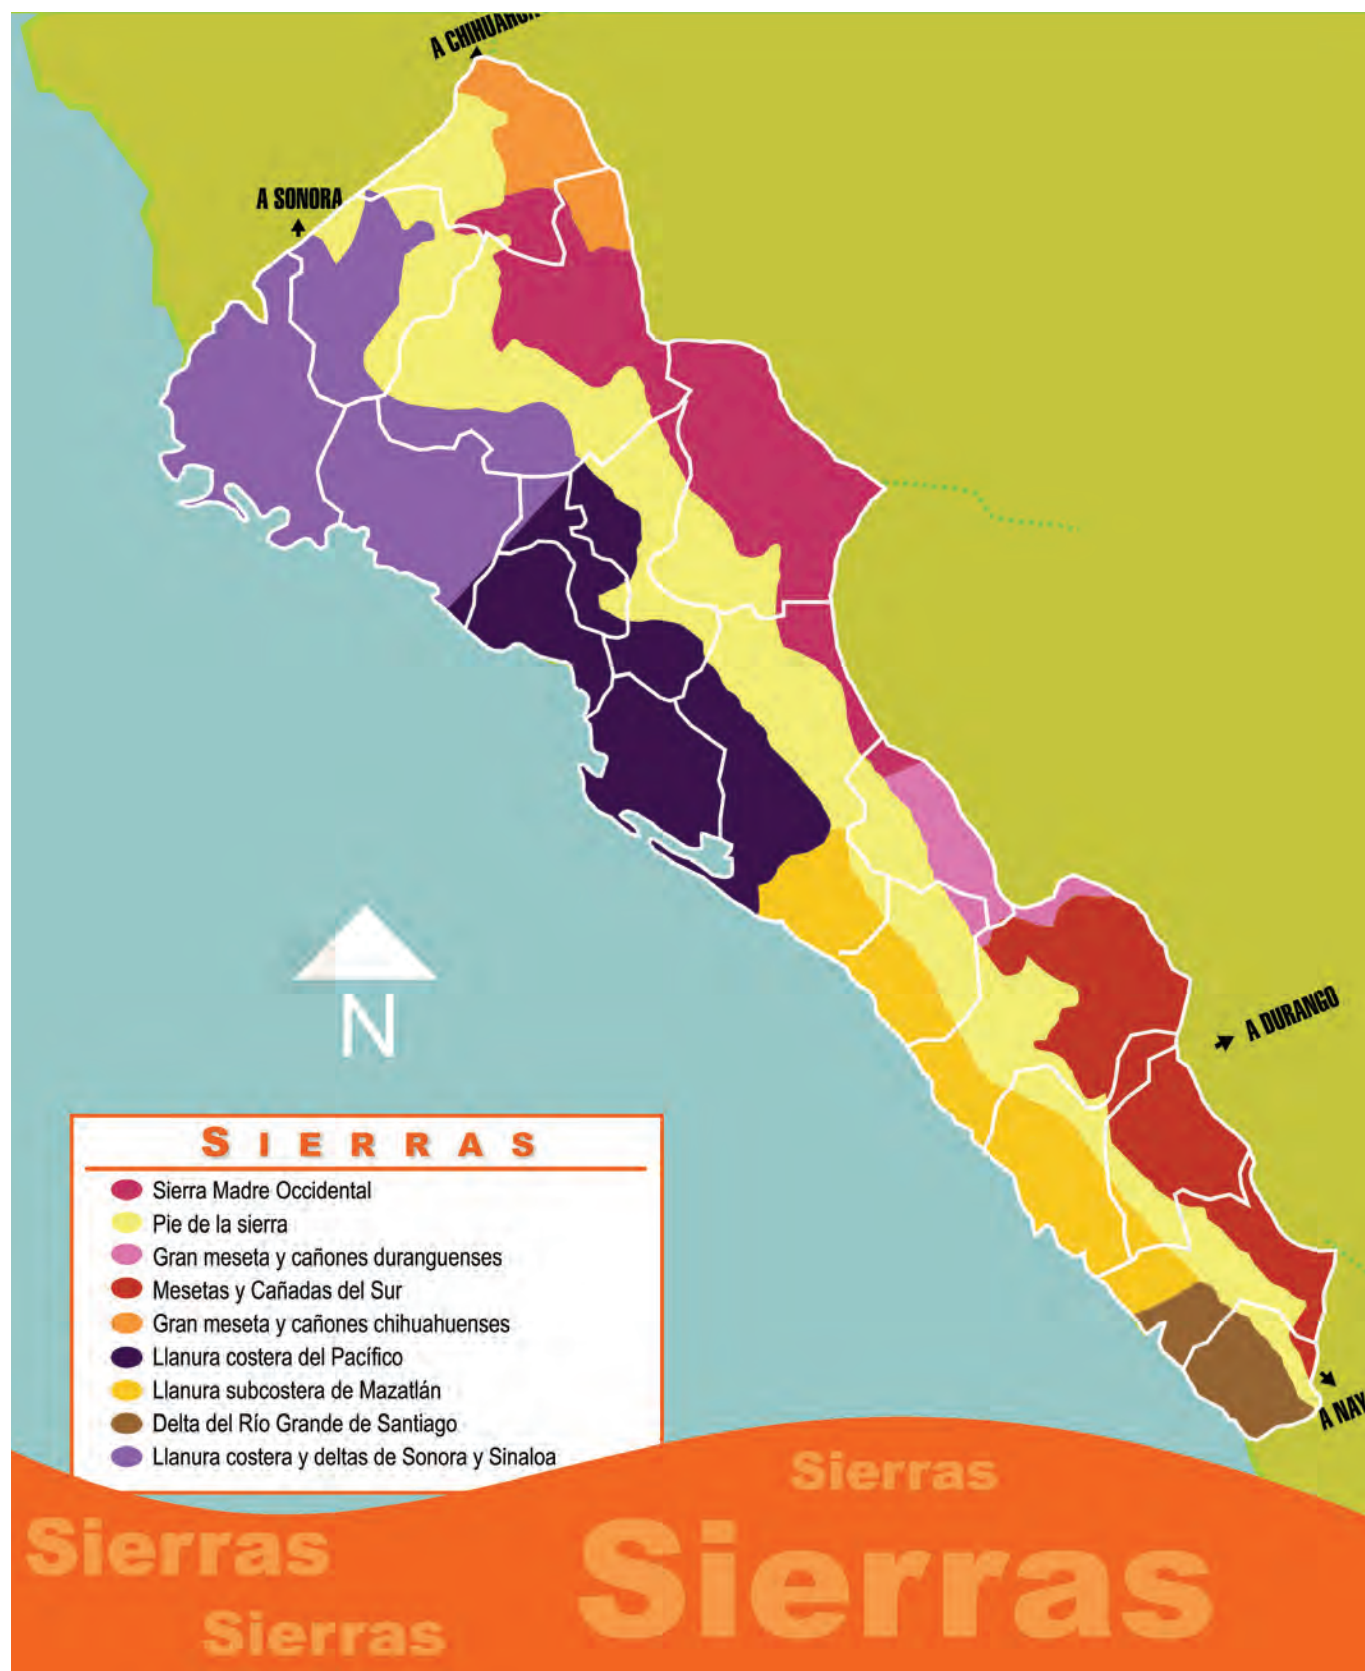 A SONORA
A DURANGO
SIERRAS
Sierra Madre Occidental
Pie de la sierra
Gran meseta y cañones duranguenses
Mesetas y Cañadas del Sur
Gran meseta y cañones chihuahuenses
Llanura costera del Pacífico
Llanura subcostera de Mazatlán
Delta del Río Grande de Santiago
Llanura costera y deltas de Sonora y Sinaloa
N
A CHIHUAHUA
A NAY
Sierras
Sierras
Sierras
Sierras